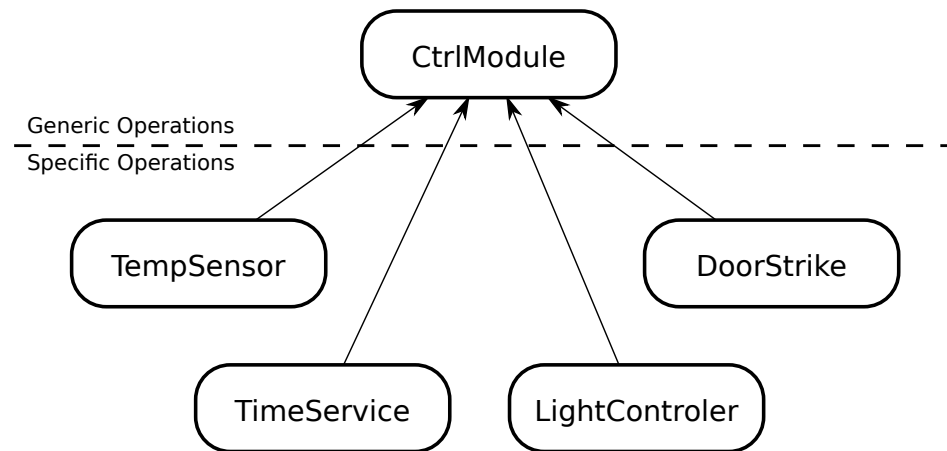 CtrlModule
Generic Operations
Specific Operations
TempSensor
DoorStrike
TimeService
LightControler